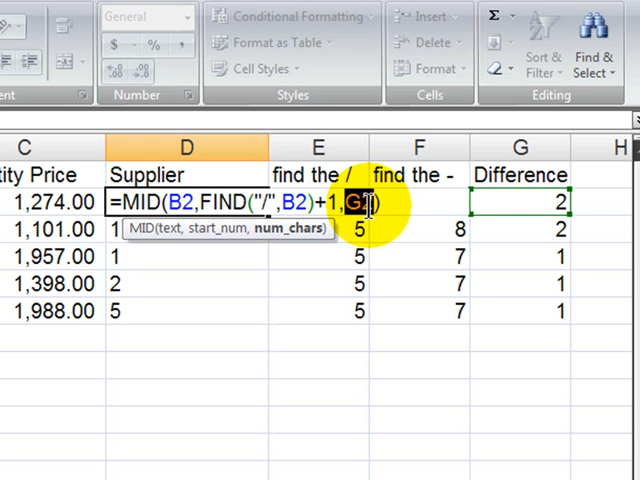 General
Conditional Formatting
Insert
Σ
Format as Table
Delete
Sort &
Filter
Find &
Select
$ % ,
Cell Styles
Format
Number
Styles
Cells
Editing
C D E F G H
tity Price Supplier find the / find the - Difference
1,274.00 =MID(B2,FIND("/",B2)+1,G2) 2
1,101.00 1 5 8 2
MID(text, start_num, num_chars)
1,957.00 1 5 7 1
1,398.00 2 5 7 1
1,988.00 5 5 7 1